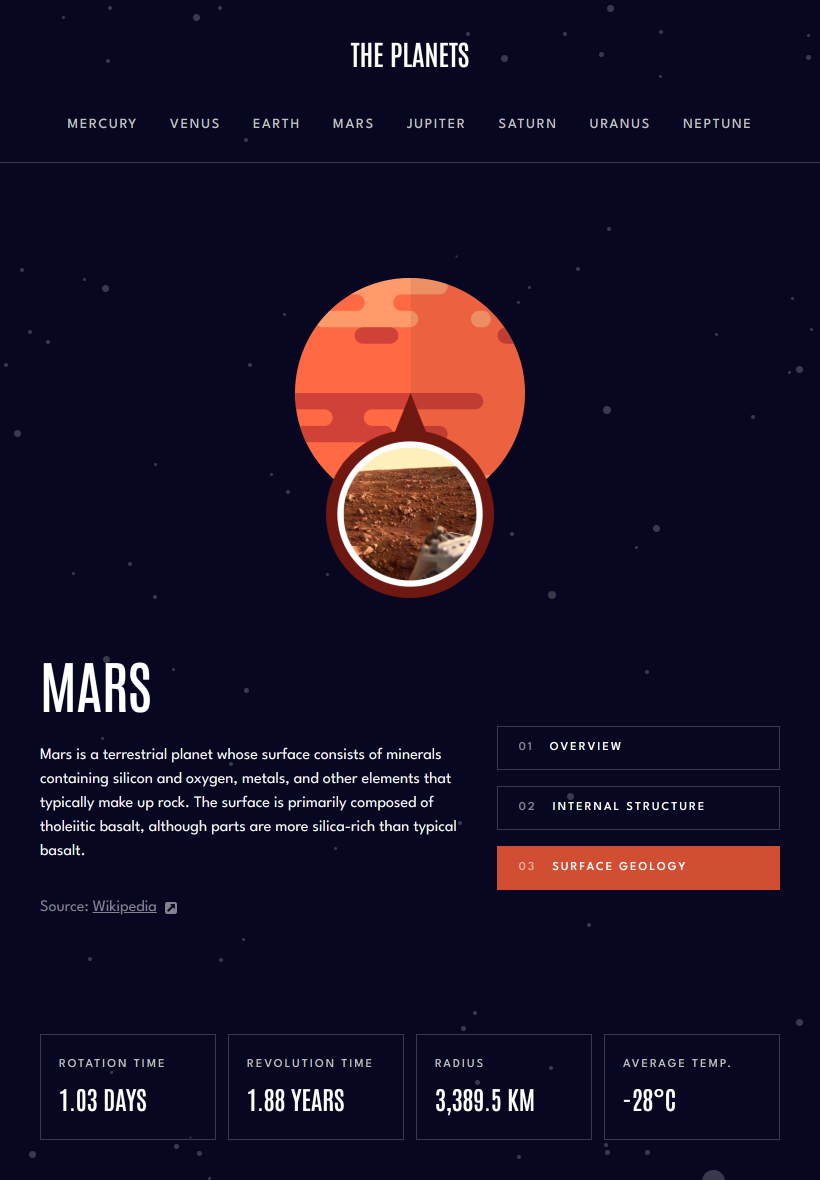 THE PLANETS
MERCURY VENUS EARTH MARS JUPITER SATURN URANUS NEPTUNE
MARS
Mars is a terrestrial planet whose surface consists of minerals
containing silicon and oxygen, metals, and other elements that
typically make up rock. The surface is primarily composed of
tholeiitic basalt, although parts are more silica-rich than typical
basalt.
Source: Wikipedia
01 OVERVIEW
02 INTERNAL STRUCTURE
03 SURFACE GEOLOGY
ROTATION TIME
1.03 DAYS
REVOLUTION TIME
1.88 YEARS
RADIUS
3,389.5 KM
AVERAGE TEMP.
-28°C